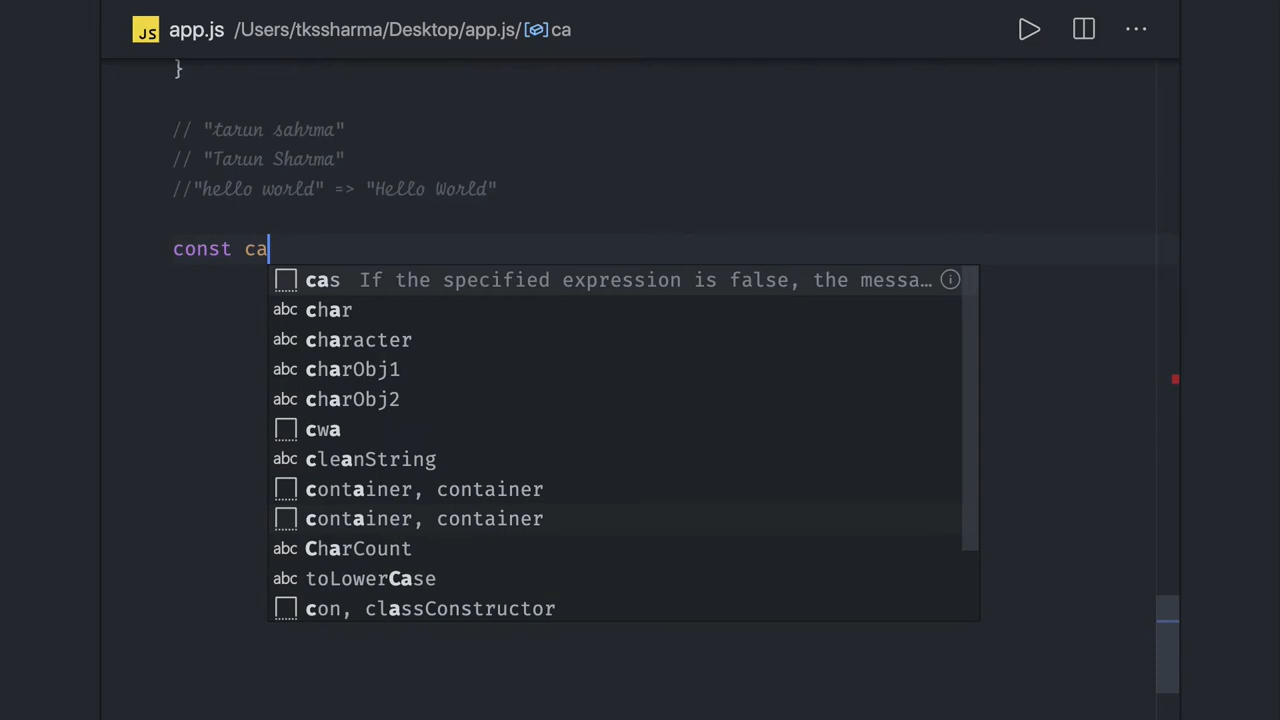 JS app.js /Users/tkssharma/Desktop/app.js/ca
}
// "tarun sahrma"
// "Tarun Sharma"
//"hello world" => "Hello World"
const ca
cas If the specified expression is false, the messa…
abc char
abc character
abc charObj1
abc charObj2
cwa
abc cleanString
container, container
container, container
abc CharCount
abc toLowerCase
con, classConstructor